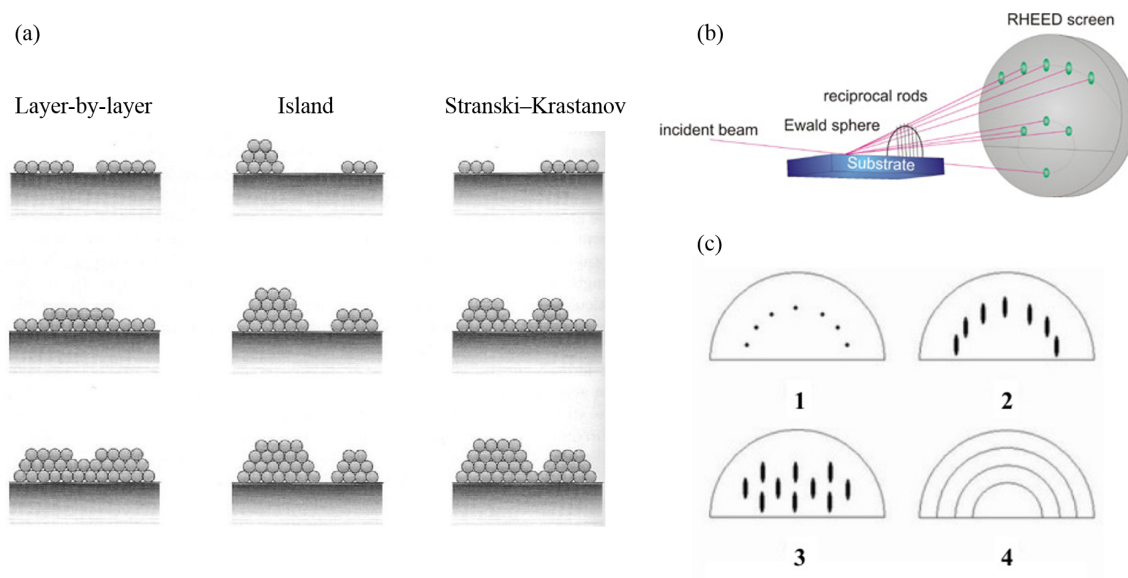 (a)
Layer-by-layer
Island
Stranski–Krastanov
(b)
RHEED screen
reciprocal rods
Ewald sphere
incident beam
Substrate
(c)
1
2
3
4